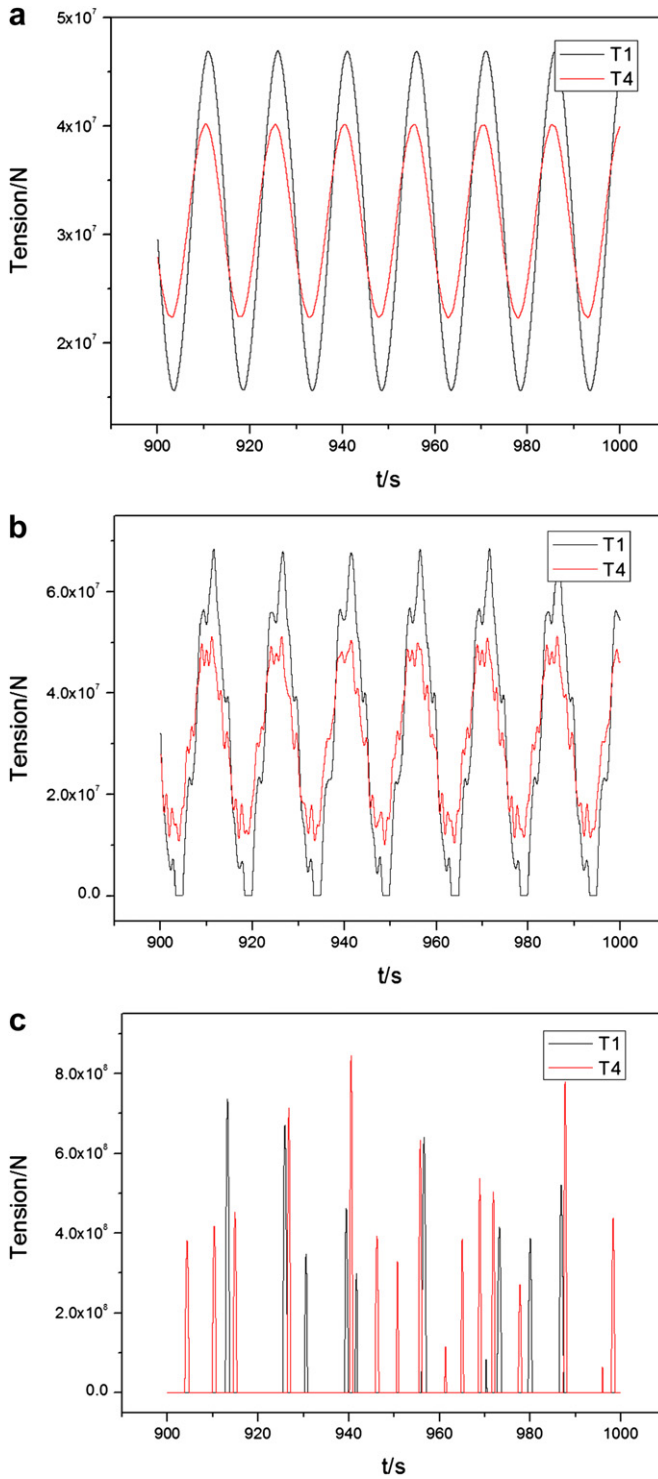 a
5x10⁷
4x10⁷
3x10⁷
2x10⁷
Tension/N
T1
T4
900
920
940
960
980
1000
t/s
b
6.0x10⁷
4.0x10⁷
2.0x10⁷
0.0
Tension/N
T1
T4
900
920
940
960
980
1000
t/s
c
8.0x10⁸
6.0x10⁸
4.0x10⁸
2.0x10⁸
0.0
Tension/N
T1
T4
900
920
940
960
980
1000
t/s